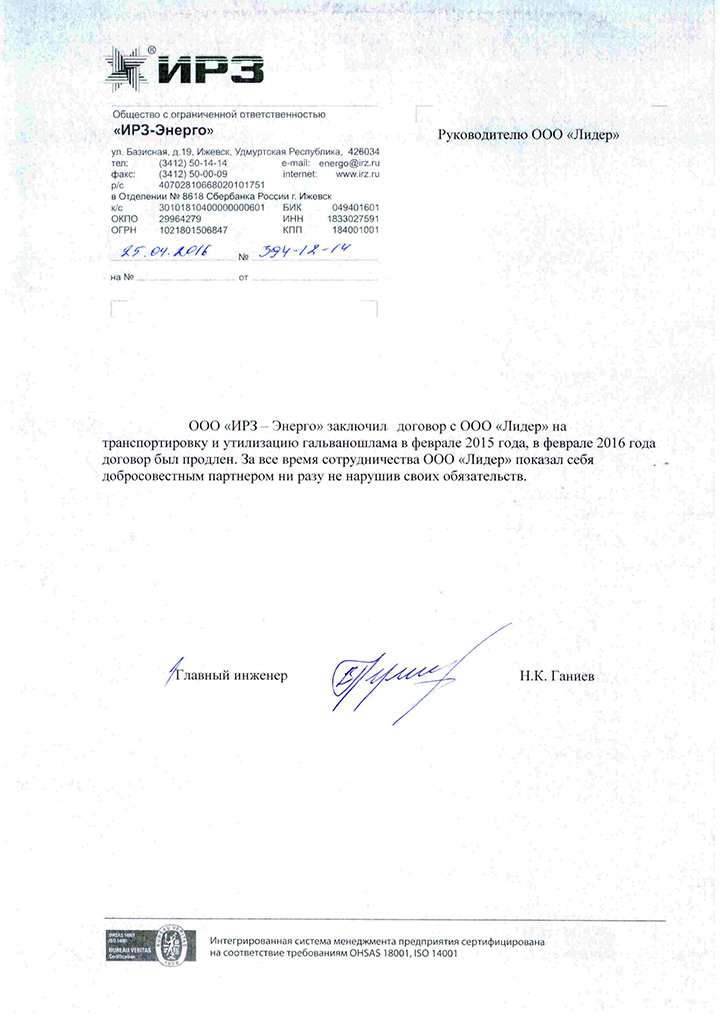 ® ИРЗ
Общество с ограниченной ответственностью
«ИРЗ-Энерго»
ул. Базисная, д.19, Ижевск, Удмуртская Республика, 426034
тел: (3412) 50-14-14 e-mail: energo@irz.ru
факс: (3412) 50-00-09 internet: www.irz.ru
р/с 40702810668020101751
в Отделении № 8618 Сбербанка России г. Ижевск
к/с 30101810400000000601 БИК 049401601
ОКПО 29964279 ИНН 1833027591
ОГРН 1021801506847 КПП 184001001
25.04.2016 № 394-12-14
на № от
Руководителю ООО «Лидер»
ООО «ИРЗ – Энерго» заключил договор с ООО «Лидер» на
транспортировку и утилизацию гальваношлама в феврале 2015 года, в феврале 2016 года
договор был продлен. За все время сотрудничества ООО «Лидер» показал себя
добросовестным партнером ни разу не нарушив своих обязательств.
Главный инженер Н.К. Ганиев
OHSAS 18001
ISO 14001
BUREAU VERITAS
Certification
Интегрированная система менеджмента предприятия сертифицирована
на соответствие требованиям OHSAS 18001, ISO 14001